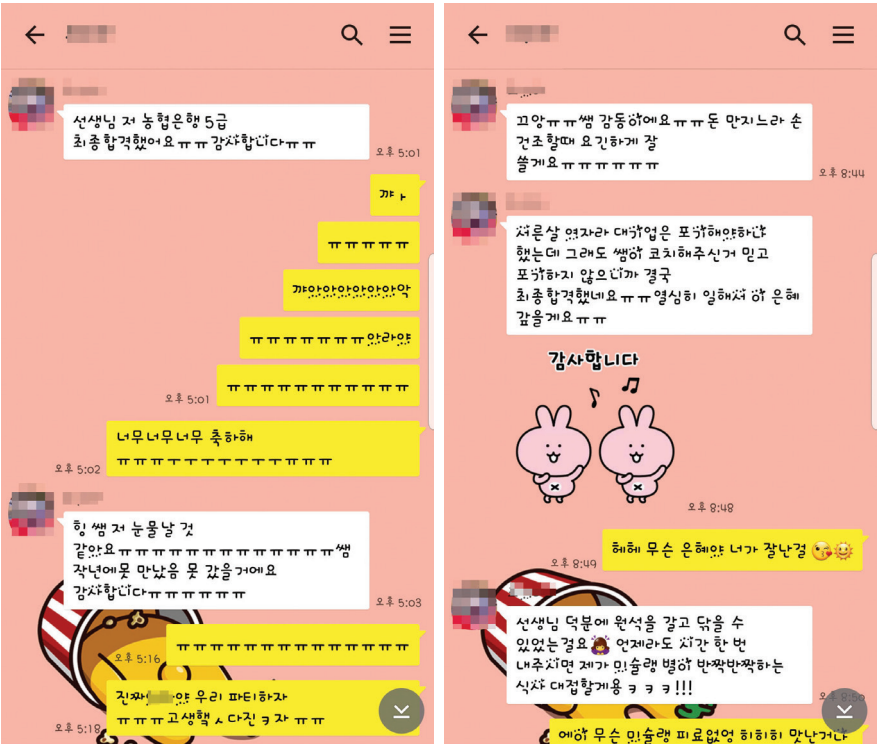 선생님 저 농협은행 5급
최종합격했어요ㅠㅠ감사합니다ㅠㅠ
오후 5:01
꺄ㅏ
ㅠㅠㅠㅠㅠ
꺄아아아아아아악
ㅠㅠㅠㅠㅠㅠㅠ아라야
ㅠㅠㅠㅠㅠㅠㅠㅠㅠㅠㅠ
오후 5:01
너무너무너무 축하해
ㅠㅠㅠㅜㅜㅜㅜㅜㅜㅜㅜㅠㅠㅠ
오후 5:02
힝 쌤 저 눈물날 것
같아요ㅠㅠㅠㅠㅠㅠㅠㅠㅠㅠㅠㅠㅠ쌤
작년에못 만났음 못 갔을거에요
감사합니다ㅠㅠㅠㅠㅠㅠ
오후 5:03
ㅠㅠㅠㅠㅠㅠㅠㅠㅠㅠㅠㅠㅠㅠ
오후 5:16
진짜 야 우리 파티하자
ㅠㅠㅠ고생했ㅅ다진ㅋ자ㅠㅠ
오후 5:18
끄앙ㅠㅠ쌤 감동이에요ㅠㅠ돈 만지느라 손
건조할때 요긴하게 잘
쓸게요ㅠㅠㅠㅠㅠㅠ
오후 8:44
서른살 여자라 대기업은 포기해야하나
했는데 그래도 쌤이 코치해주신거 믿고
포기하지 않으니까 결국
최종합격했네요ㅠㅠ열심히 일해서 이 은혜
갚을게요ㅠㅠ
감사합니다
오후 8:48
헤헤 무슨 은혜야 너가 잘난걸😘🌞
오후 8:49
선생님 덕분에 원석을 갈고 닦을 수
있었는걸요🙇‍♀️ 언제라도 시간 한 번
내주시면 제가 미슐랭 별이 반짝반짝하는
식사 대접할게용 ㅋㅋㅋ!!!
오후 8:50
에이 무슨 미슐랭 피료없엉 히히히 맛난거나